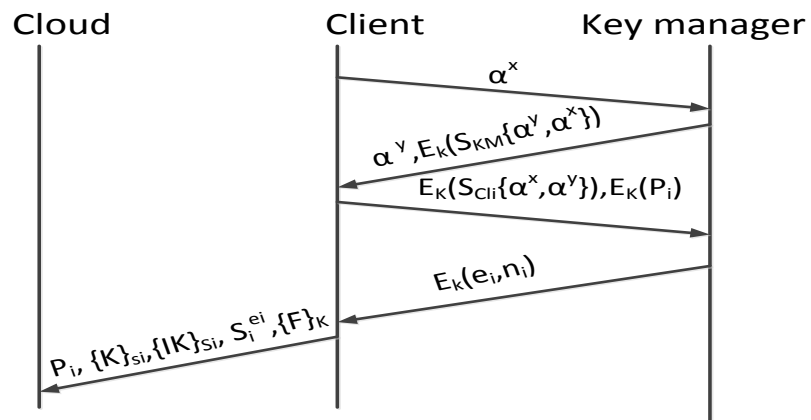 Cloud Client Key manager
α^x
α^y,E_k(S_KM{α^y,α^x})
E_K(S_Cli{α^x,α^y}),E_K(P_i)
E_k(e_i,n_i)
P_i, {K}_si,{IK}_Si, S_i^ei,{F}_K